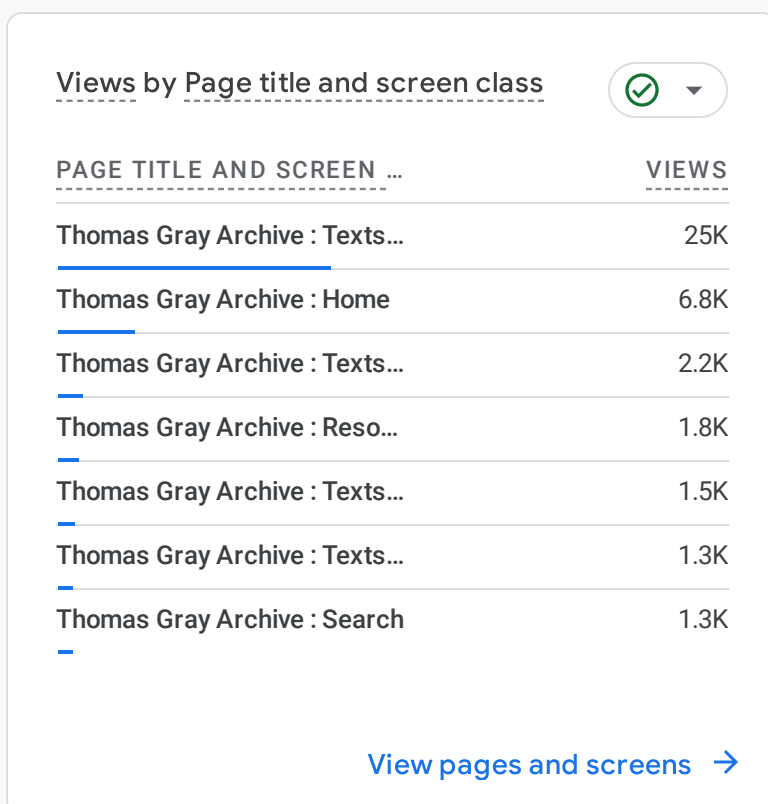 Views by Page title and screen class
PAGE TITLE AND SCREEN … VIEWS
Thomas Gray Archive : Texts… 25K
Thomas Gray Archive : Home 6.8K
Thomas Gray Archive : Texts… 2.2K
Thomas Gray Archive : Reso… 1.8K
Thomas Gray Archive : Texts… 1.5K
Thomas Gray Archive : Texts… 1.3K
Thomas Gray Archive : Search 1.3K
View pages and screens